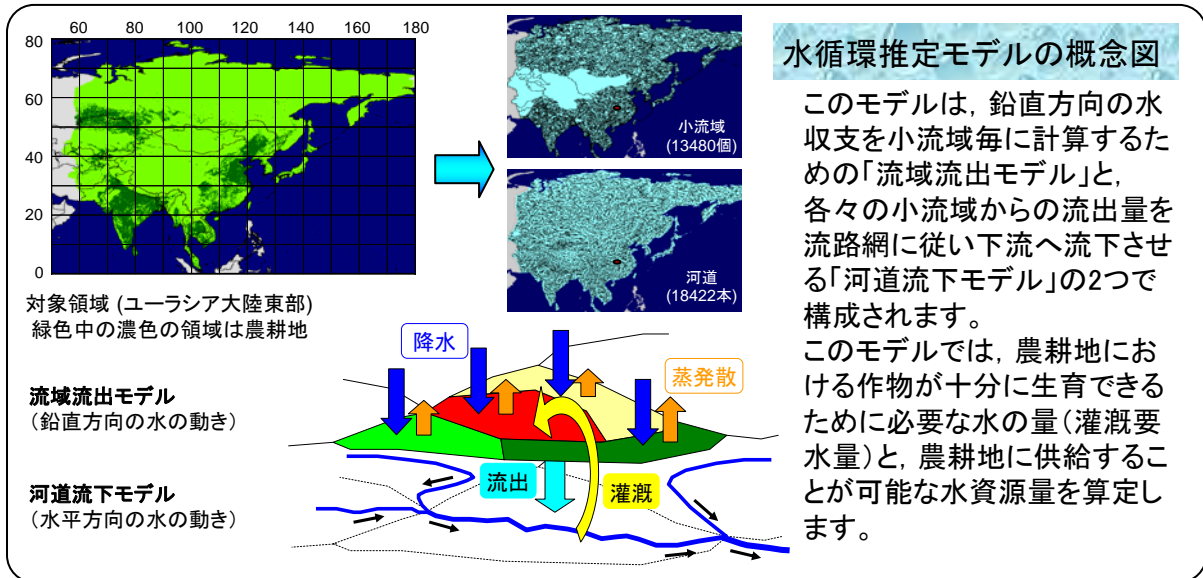 60 80 100 120 140 160 180
80
60
40
20
0
対象領域 (ユーラシア大陸東部)
緑色中の濃色の領域は農耕地
小流域
(13480個)
河道
(18422本)
水循環推定モデルの概念図
このモデルは，鉛直方向の水
収支を小流域毎に計算するた
めの「流域流出モデル」と，
各々の小流域からの流出量を
流路網に従い下流へ流下させ
る「河道流下モデル」の2つで
構成されます。
このモデルでは，農耕地にお
ける作物が十分に生育できる
ために必要な水の量（灌漑要
水量）と，農耕地に供給するこ
とが可能な水資源量を算定し
ます。
流域流出モデル
（鉛直方向の水の動き）
河道流下モデル
（水平方向の水の動き）
降水
蒸発散
流出
灌漑